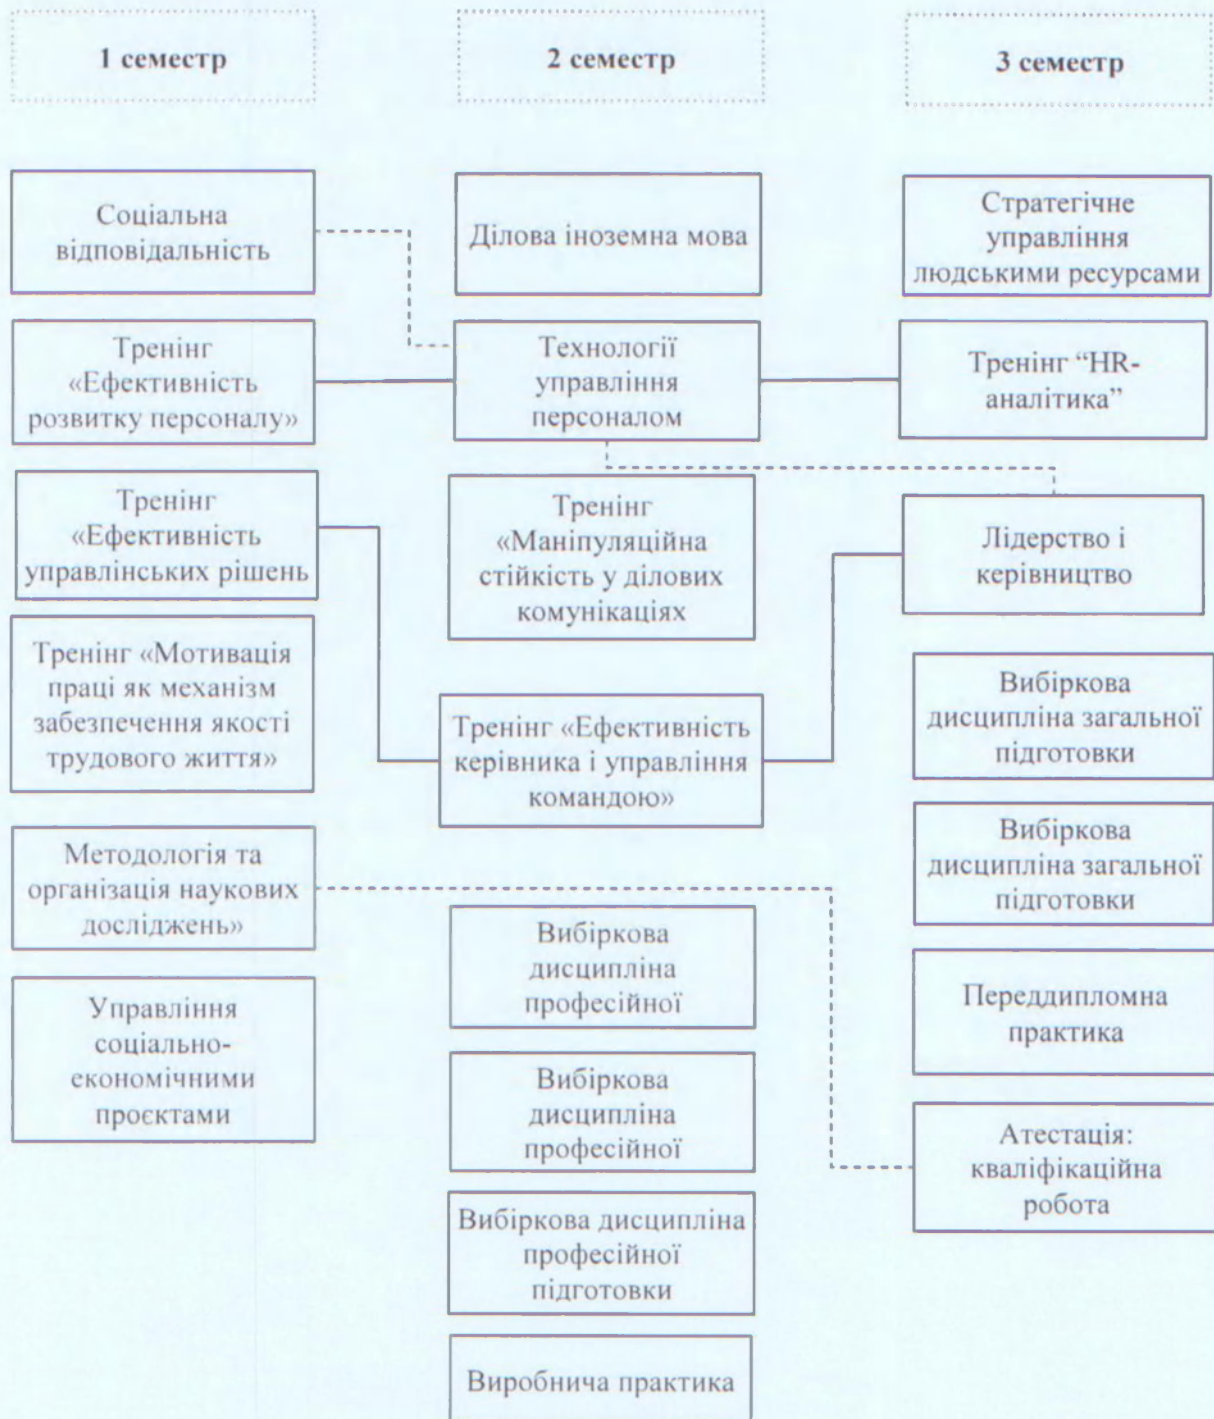 1 семестр
2 семестр
3 семестр
Соціальна
відповідальність
Тренінг
«Ефективність
розвитку персоналу»
Тренінг
«Ефективність
управлінських рішень
Тренінг «Мотивація
праці як механізм
забезпечення якості
трудового життя»
Методологія та
організація наукових
досліджень»
Управління
соціально-
економічними
проєктами
Ділова іноземна мова
Технології
управління
персоналом
Тренінг
«Маніпуляційна
стійкість у ділових
комунікаціях
Тренінг «Ефективність
керівника і управління
командою»
Вибіркова
дисципліна
професійної
Вибіркова
дисципліна
професійної
Вибіркова дисципліна
професійної
підготовки
Виробнича практика
Стратегічне
управління
людськими ресурсами
Тренінг “HR-
аналітика”
Лідерство і
керівництво
Вибіркова
дисципліна загальної
підготовки
Вибіркова
дисципліна загальної
підготовки
Переддипломна
практика
Атестація:
кваліфікаційна
робота